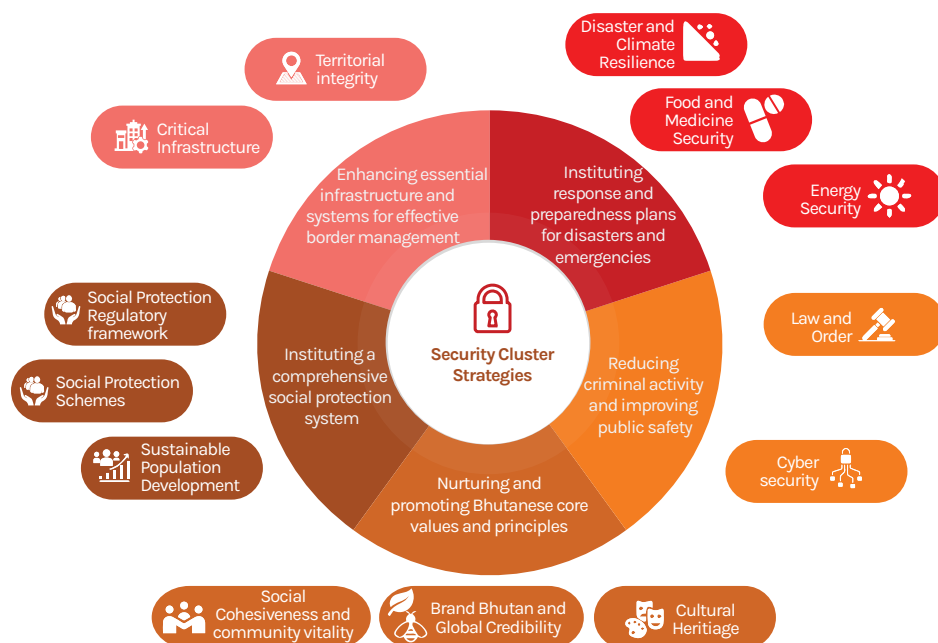 Disaster and
Climate
Resilience
Territorial
integrity
Food and
Medicine
Security
Critical
Infrastructure
Enhancing essential
infrastructure and
systems for effective
border management
Instituting
response and
preparedness plans
for disasters and
emergencies
Energy
Security
Social Protection
Regulatory
framework
Law and
Order
Security Cluster
Strategies
Instituting a
comprehensive
social protection
system
Reducing
criminal activity
and improving
public safety
Social Protection
Schemes
Sustainable
Population
Development
Cyber
security
Nurturing and
promoting Bhutanese core
values and principles
Social
Cohesiveness and
community vitality
Brand Bhutan and
Global Credibility
Cultural
Heritage